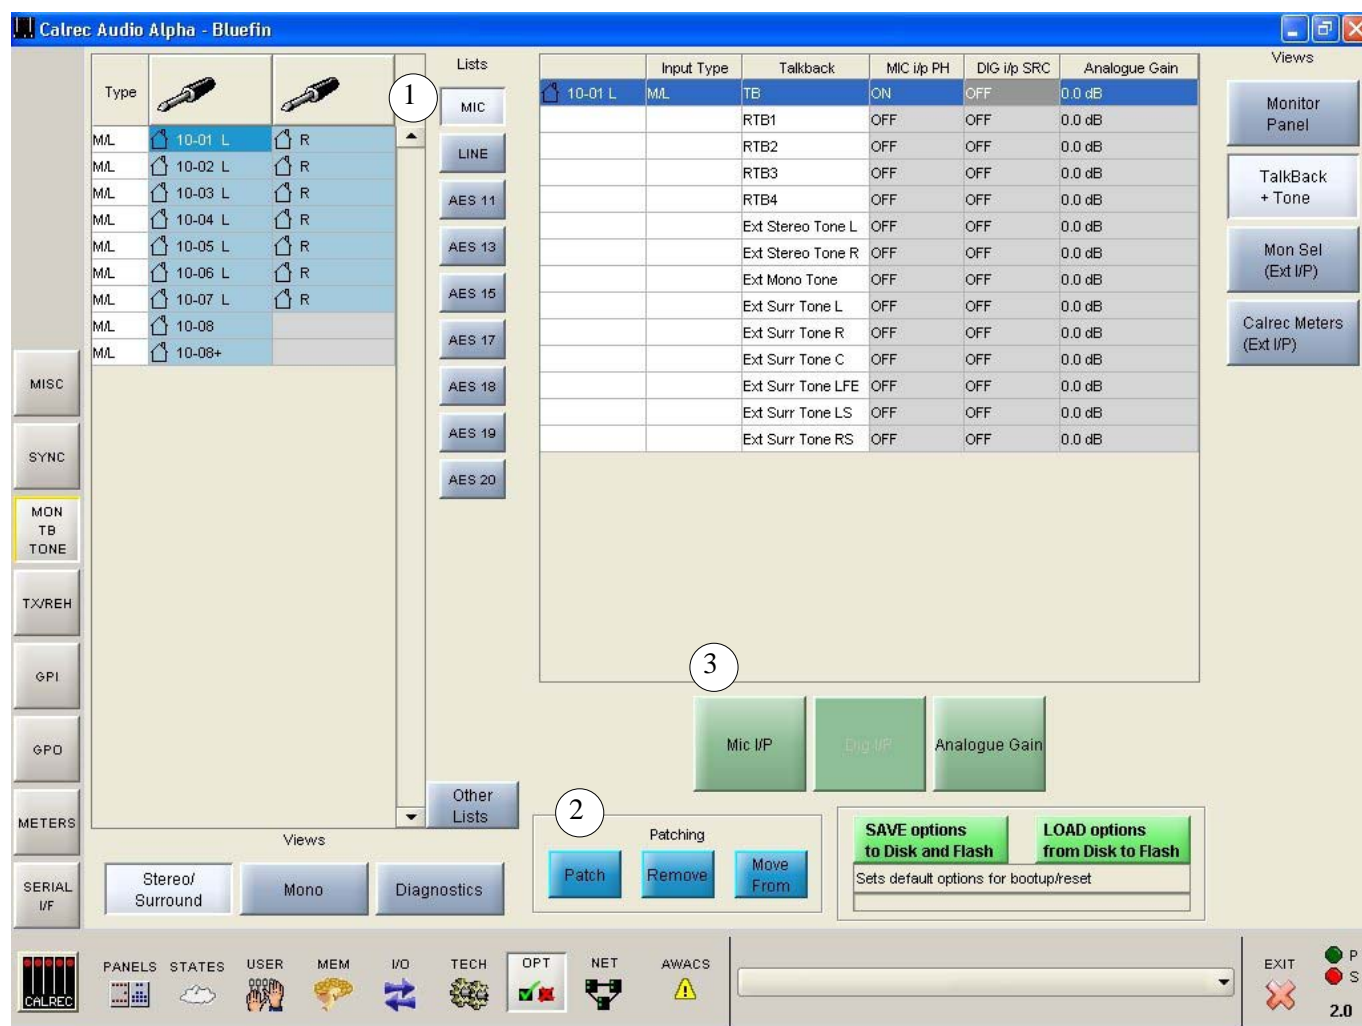 Calrec Audio Alpha - Bluefin
Type
M/L 10-01 L R
M/L 10-02 L R
M/L 10-03 L R
M/L 10-04 L R
M/L 10-05 L R
M/L 10-06 L R
M/L 10-07 L R
M/L 10-08
M/L 10-08+
1
Lists
MIC
LINE
AES 11
AES 13
AES 15
AES 17
AES 18
AES 19
AES 20
Other
Lists
Input Type Talkback MIC i/p PH DIG i/p SRC Analogue Gain
10-01 L M/L TB ON OFF 0.0 dB
RTB1 OFF OFF 0.0 dB
RTB2 OFF OFF 0.0 dB
RTB3 OFF OFF 0.0 dB
RTB4 OFF OFF 0.0 dB
Ext Stereo Tone L OFF OFF 0.0 dB
Ext Stereo Tone R OFF OFF 0.0 dB
Ext Mono Tone OFF OFF 0.0 dB
Ext Surr Tone L OFF OFF 0.0 dB
Ext Surr Tone R OFF OFF 0.0 dB
Ext Surr Tone C OFF OFF 0.0 dB
Ext Surr Tone LFE OFF OFF 0.0 dB
Ext Surr Tone LS OFF OFF 0.0 dB
Ext Surr Tone RS OFF OFF 0.0 dB
Views
Monitor
Panel
TalkBack
+ Tone
Mon Sel
(Ext I/P)
Calrec Meters
(Ext I/P)
MISC
SYNC
MON
TB
TONE
TX/REH
GPI
GPO
METERS
SERIAL
I/F
3
Mic I/P
Dig I/P
Analogue Gain
2
Patching
Patch
Remove
Move
From
SAVE options
to Disk and Flash
LOAD options
from Disk to Flash
Sets default options for bootup/reset
Views
Stereo/
Surround
Mono
Diagnostics
CALREC
PANELS STATES USER MEM I/O TECH OPT NET AWACS
EXIT
P
S
2.0